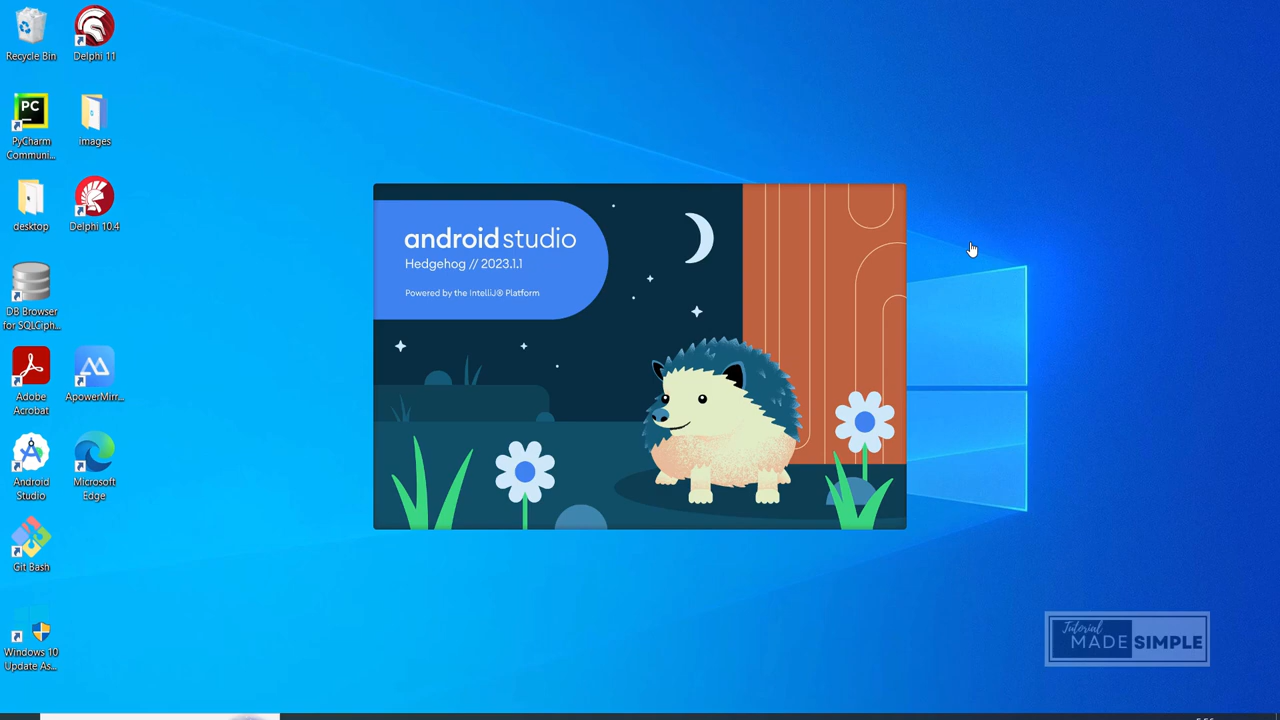 Recycle Bin
Delphi 11
PC
PyCharm
Communi...
images
desktop
Delphi 10.4
DB Browser
for SQLCiph...
Adobe
Acrobat
ApowerMirr...
Android
Studio
Microsoft
Edge
Git Bash
Windows 10
Update As...
android studio
Hedgehog // 2023.1.1
Powered by the IntelliJ® Platform
Tutorial
MADE SIMPLE